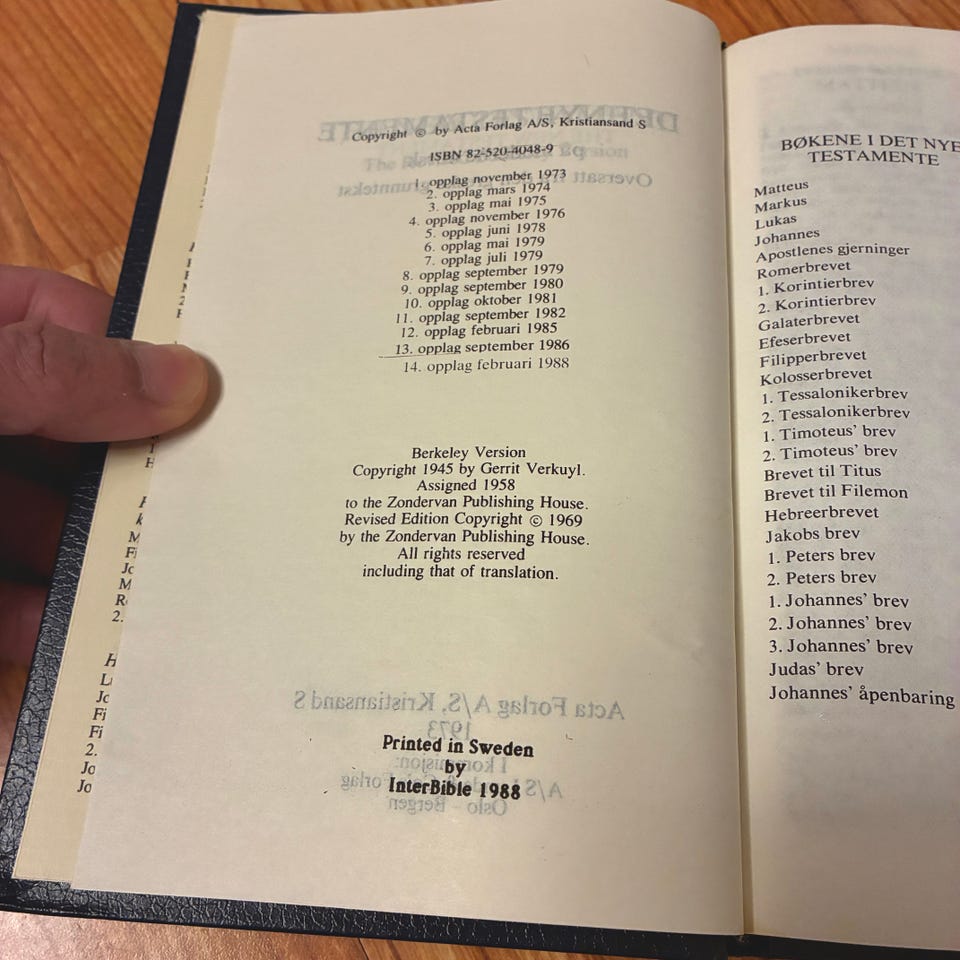 Copyright © by Acta Forlag A/S, Kristiansand S
ISBN 82-520-4048-9
1. opplag november 1973
2. opplag mars 1974
3. opplag mai 1975
4. opplag november 1976
5. opplag juni 1978
6. opplag mai 1979
7. opplag juli 1979
8. opplag september 1979
9. opplag september 1980
10. opplag oktober 1981
11. opplag september 1982
12. opplag februari 1985
13. opplag september 1986
14. opplag februari 1988
Berkeley Version
Copyright 1945 by Gerrit Verkuyl.
Assigned 1958
to the Zondervan Publishing House.
Revised Edition Copyright © 1969
by the Zondervan Publishing House.
All rights reserved
including that of translation.
Printed in Sweden
by
InterBible 1988
BØKENE I DET NYE
TESTAMENTE
Matteus
Markus
Lukas
Johannes
Apostlenes gjerninger
Romerbrevet
1. Korintierbrev
2. Korintierbrev
Galaterbrevet
Efeserbrevet
Filipperbrevet
Kolosserbrevet
1. Tessalonikerbrev
2. Tessalonikerbrev
1. Timoteus' brev
2. Timoteus' brev
Brevet til Titus
Brevet til Filemon
Hebreerbrevet
Jakobs brev
1. Peters brev
2. Peters brev
1. Johannes' brev
2. Johannes' brev
3. Johannes' brev
Judas' brev
Johannes' åpenbaring